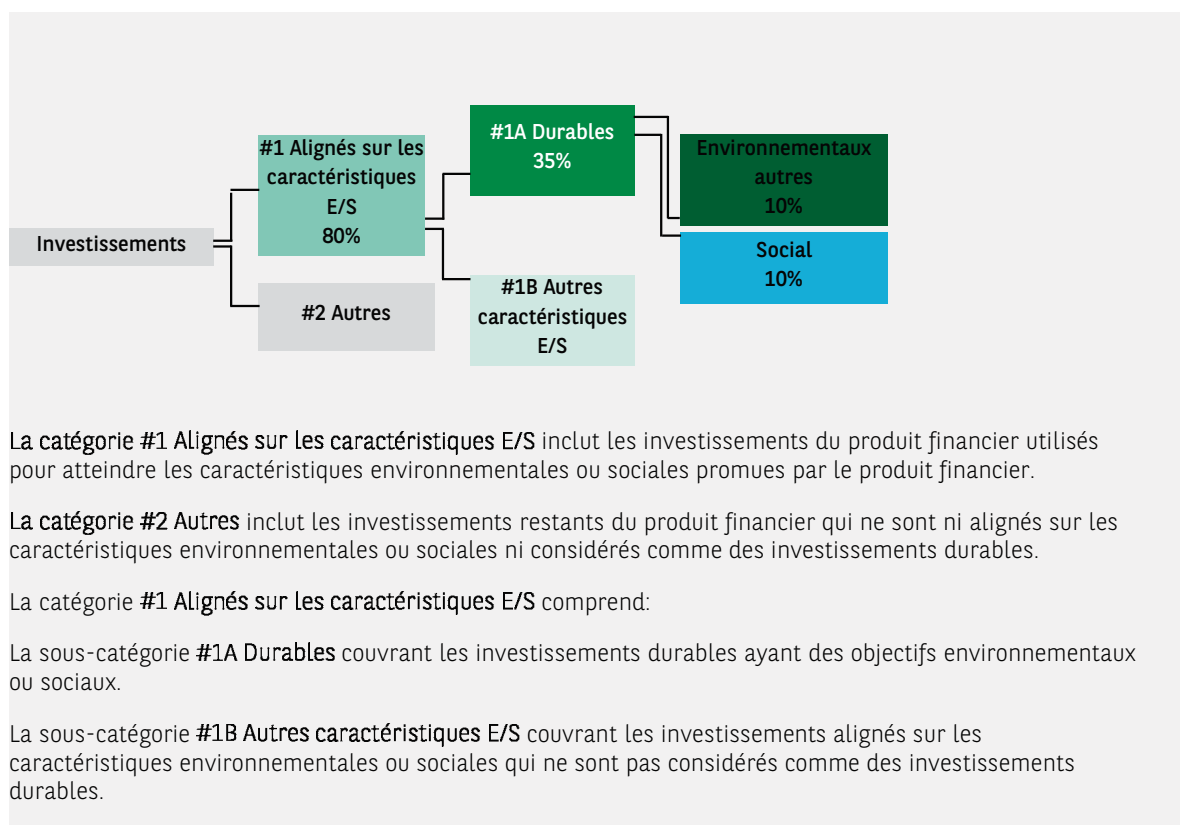 Investissements
#1 Alignés sur les
caractéristiques
E/S
80%
#2 Autres
#1A Durables
35%
#1B Autres
caractéristiques
E/S
Environnementaux
autres
10%
Social
10%
La catégorie #1 Alignés sur les caractéristiques E/S inclut les investissements du produit financier utilisés
pour atteindre les caractéristiques environnementales ou sociales promues par le produit financier.
La catégorie #2 Autres inclut les investissements restants du produit financier qui ne sont ni alignés sur les
caractéristiques environnementales ou sociales ni considérés comme des investissements durables.
La catégorie #1 Alignés sur les caractéristiques E/S comprend:
La sous-catégorie #1A Durables couvrant les investissements durables ayant des objectifs environnementaux
ou sociaux.
La sous-catégorie #1B Autres caractéristiques E/S couvrant les investissements alignés sur les
caractéristiques environnementales ou sociales qui ne sont pas considérés comme des investissements
durables.